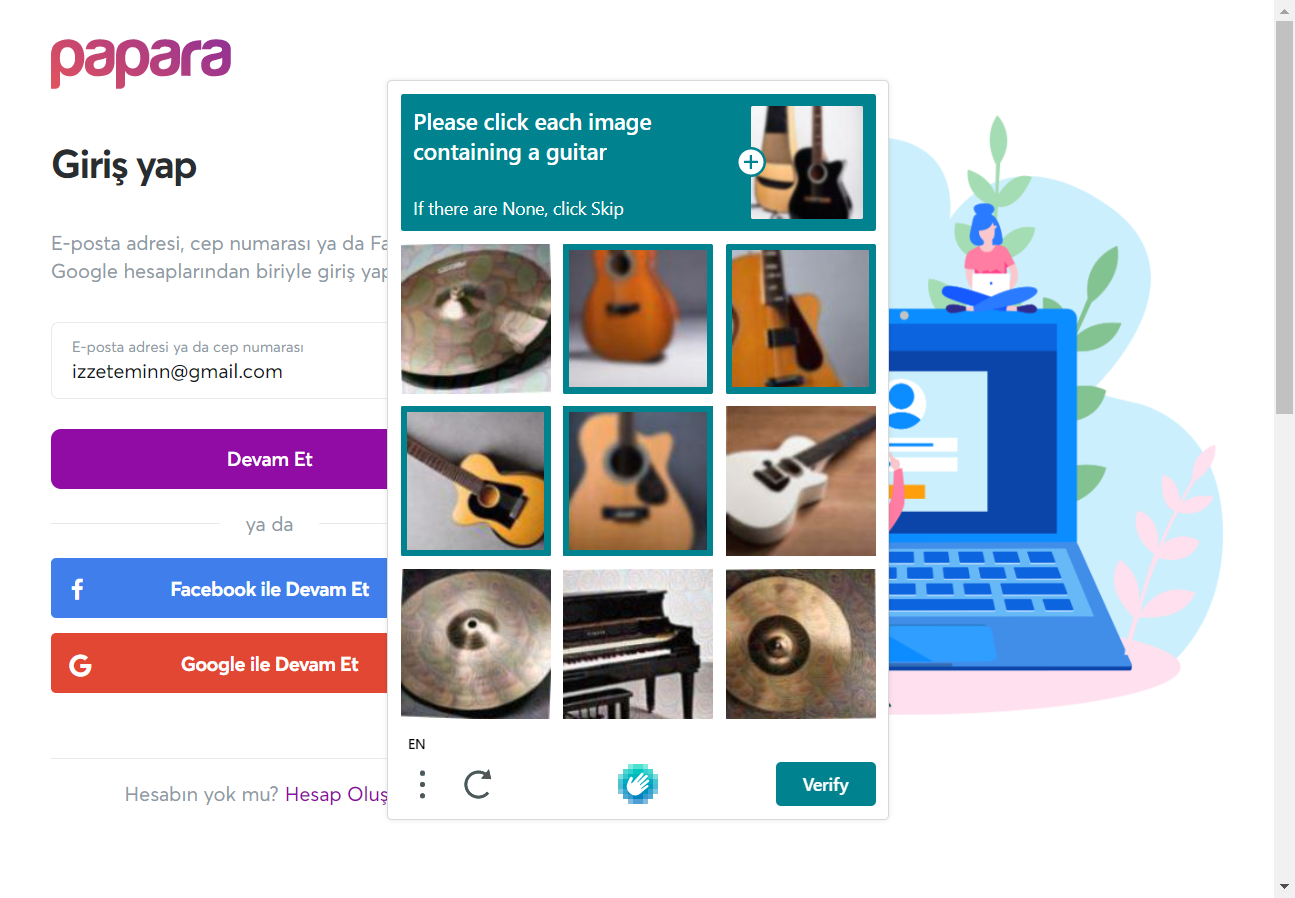 papara
Giriş yap
E-posta adresi, cep numarası ya da Fa
Google hesaplarından biriyle giriş yap
E-posta adresi ya da cep numarası
izzeteminn@gmail.com
Devam Et
ya da
Facebook ile Devam Et
Google ile Devam Et
Hesabın yok mu? Hesap Oluş
Please click each image
containing a guitar
If there are None, click Skip
EN
Verify